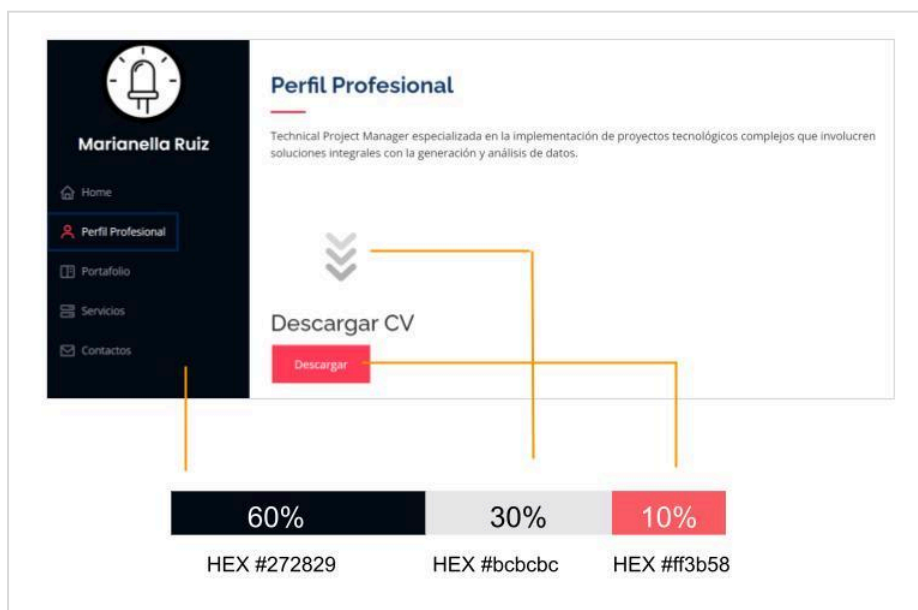 Marianella Ruiz
Home
Perfil Profesional
Portafolio
Servicios
Contactos
Perfil Profesional
Technical Project Manager especializada en la implementación de proyectos tecnológicos complejos que involucren
soluciones integrales con la generación y análisis de datos.
Descargar CV
Descargar
60% 30% 10%
HEX #272829 HEX #bcbcbc HEX #ff3b58